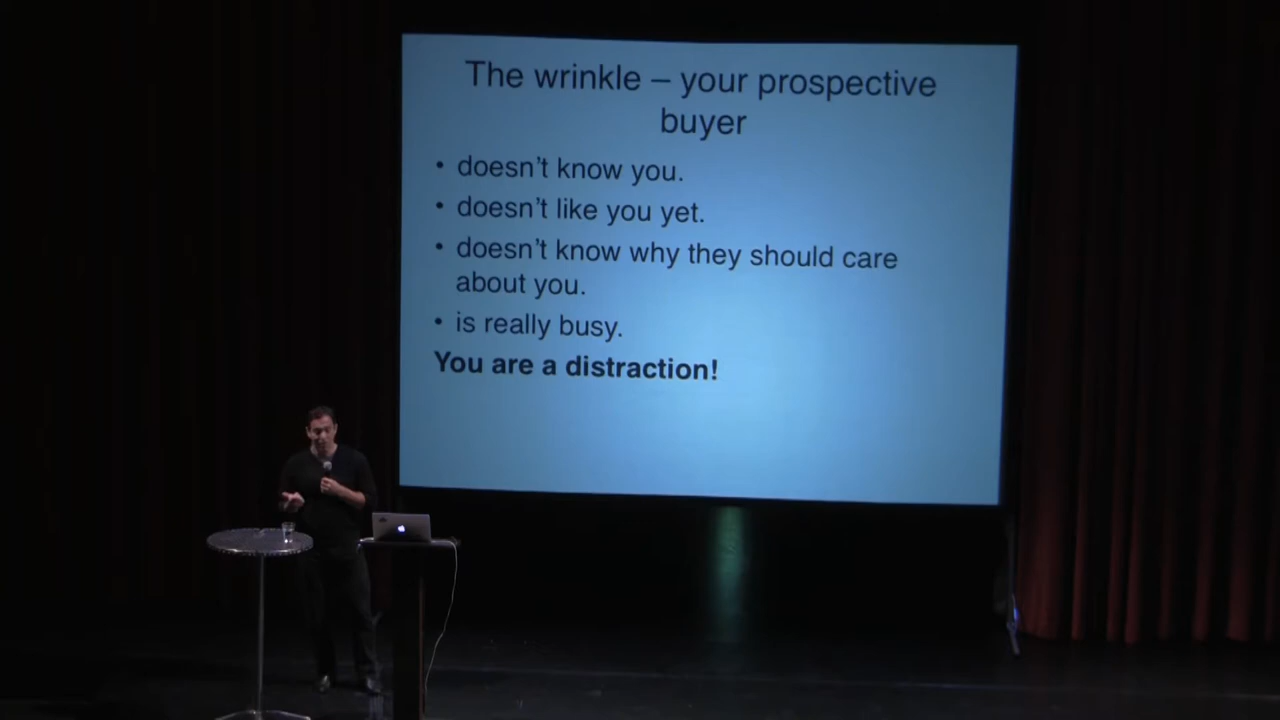 The wrinkle – your prospective
buyer
• doesn't know you.
• doesn't like you yet.
• doesn't know why they should care
about you.
• is really busy.
You are a distraction!